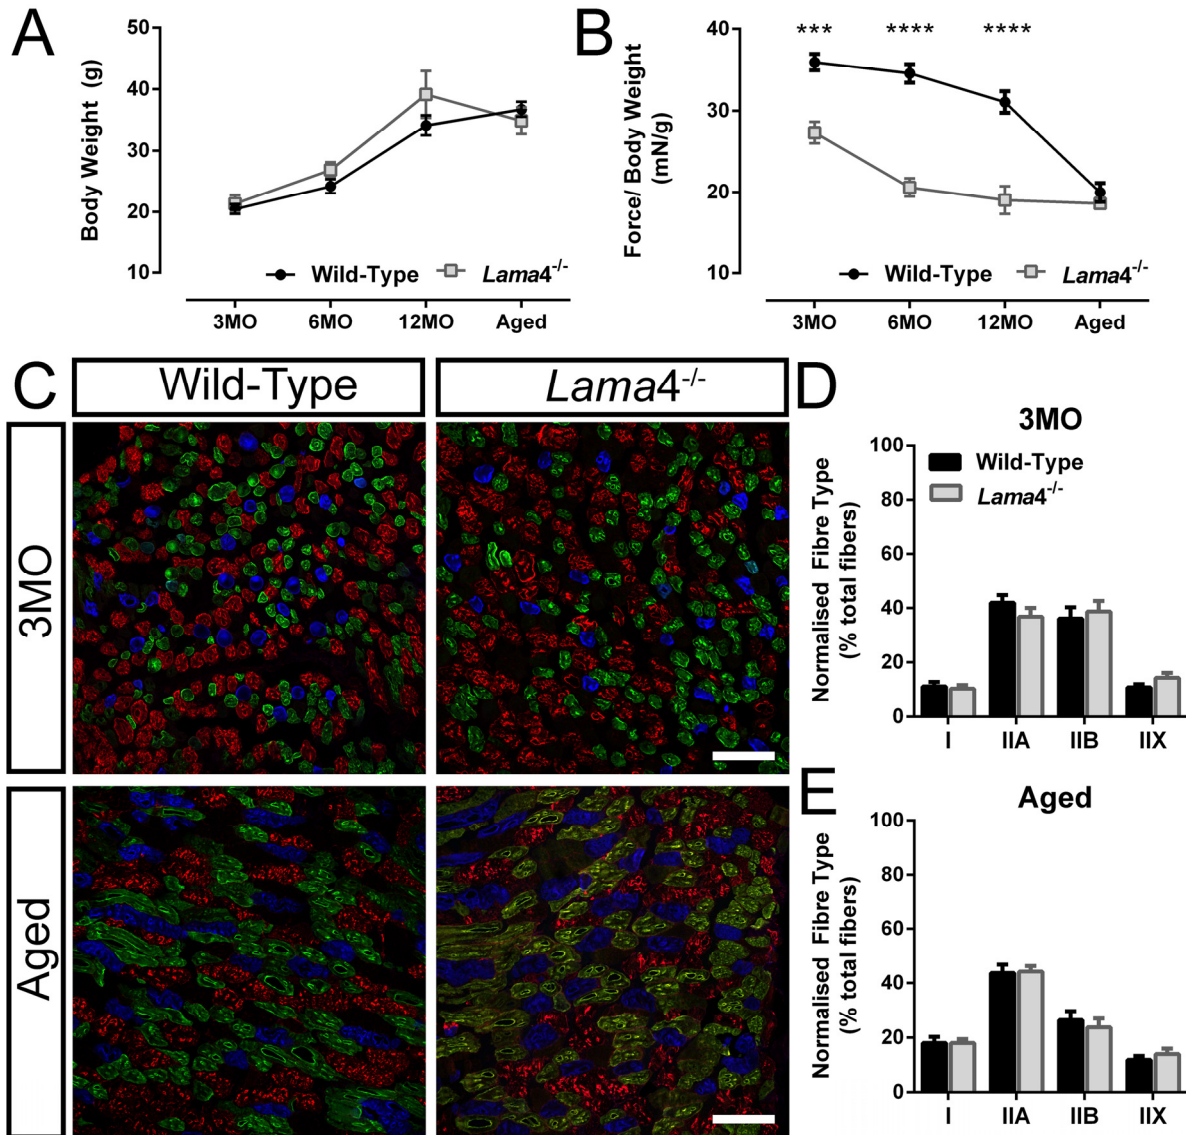 A
Body Weight (g)
50
40
30
20
10
Wild-Type
Lama4-/-
3MO
6MO
12MO
Aged
B
Force/ Body Weight
(mN/g)
40
30
20
10
***
****
****
Wild-Type
Lama4-/-
3MO
6MO
12MO
Aged
C
Wild-Type
Lama4-/-
3MO
Aged
D
3MO
Normalised Fibre Type
(% total fibers)
100
80
60
40
20
0
Wild-Type
Lama4-/-
I
IIA
IIB
IIX
E
Aged
Normalised Fibre Type
(% total fibers)
100
80
60
40
20
0
I
IIA
IIB
IIX